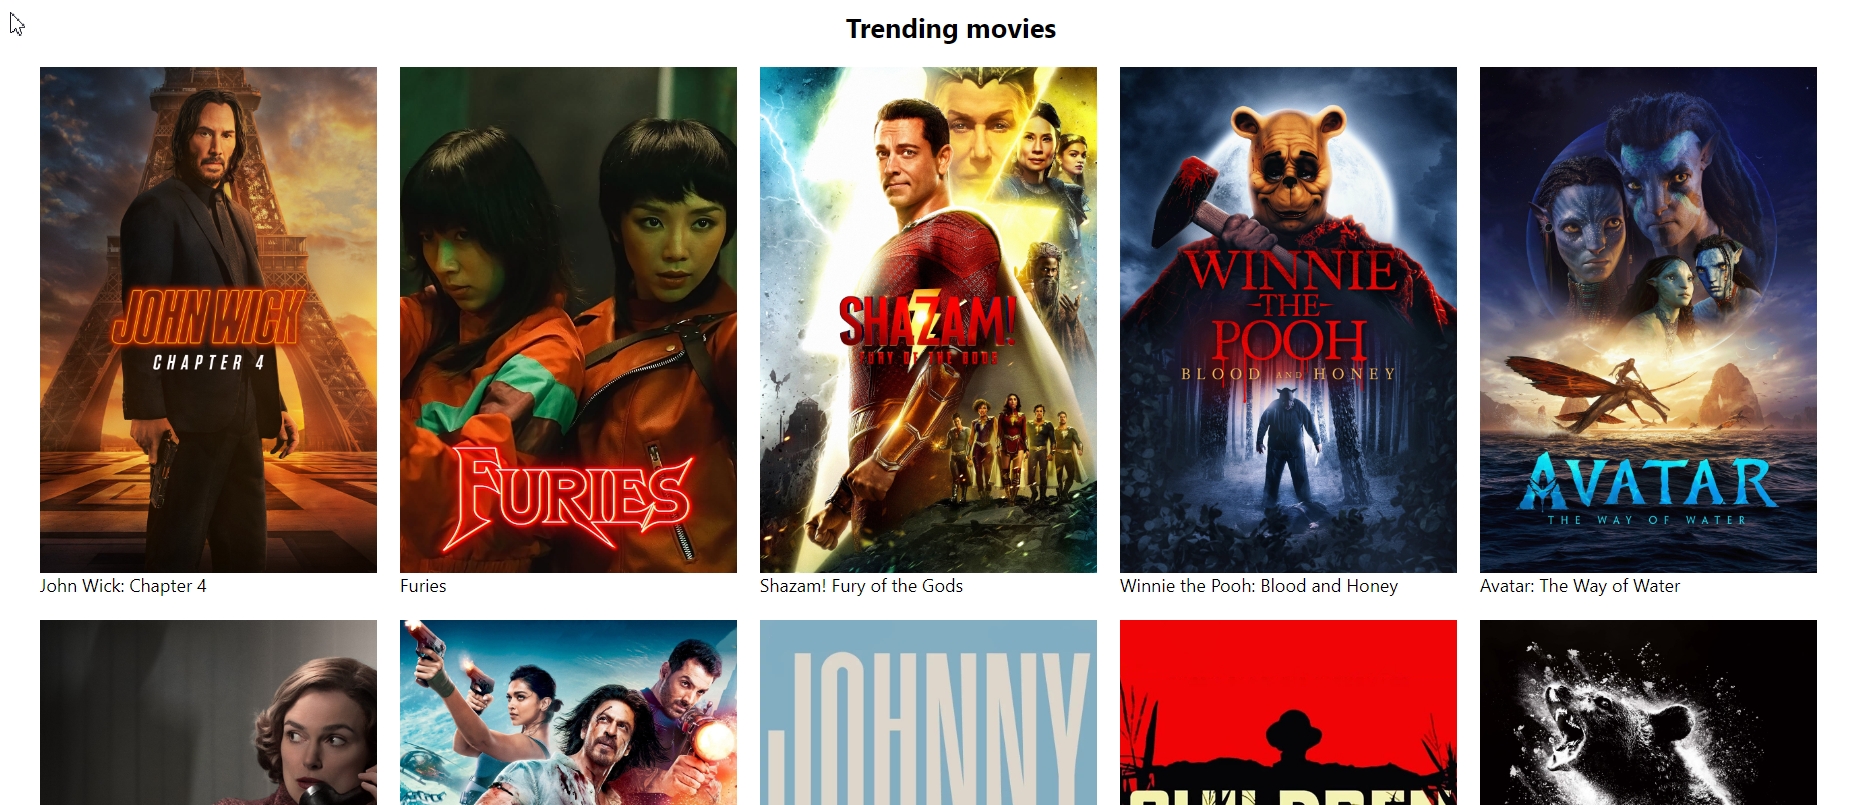 Trending movies
JOHN WICK
CHAPTER 4
FURIES
SHAZAM!
FURY OF THE GODS
WINNIE
-THE-
POOH
BLOOD AND HONEY
AVATAR
THE WAY OF WATER
John Wick: Chapter 4
Furies
Shazam! Fury of the Gods
Winnie the Pooh: Blood and Honey
Avatar: The Way of Water
JOHNNY
CHILDREN